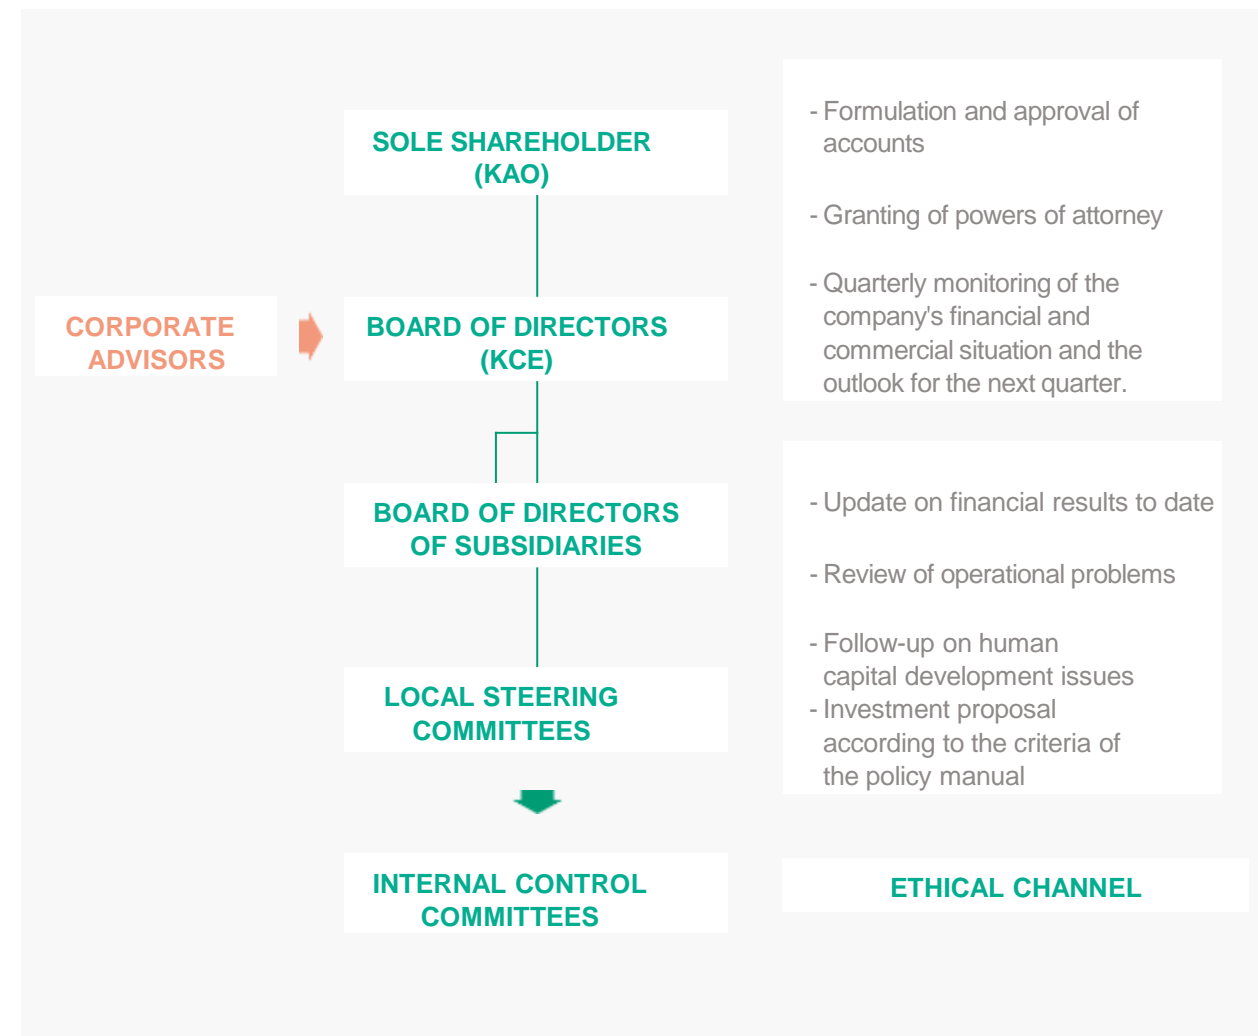 SOLE SHAREHOLDER
(KAO)
- Formulation and approval of
accounts
- Granting of powers of attorney
- Quarterly monitoring of the
company's financial and
commercial situation and the
outlook for the next quarter.
CORPORATE
ADVISORS
BOARD OF DIRECTORS
(KCE)
BOARD OF DIRECTORS
OF SUBSIDIARIES
- Update on financial results to date
- Review of operational problems
- Follow-up on human
capital development issues
- Investment proposal
according to the criteria of
the policy manual
LOCAL STEERING
COMMITTEES
INTERNAL CONTROL
COMMITTEES
ETHICAL CHANNEL